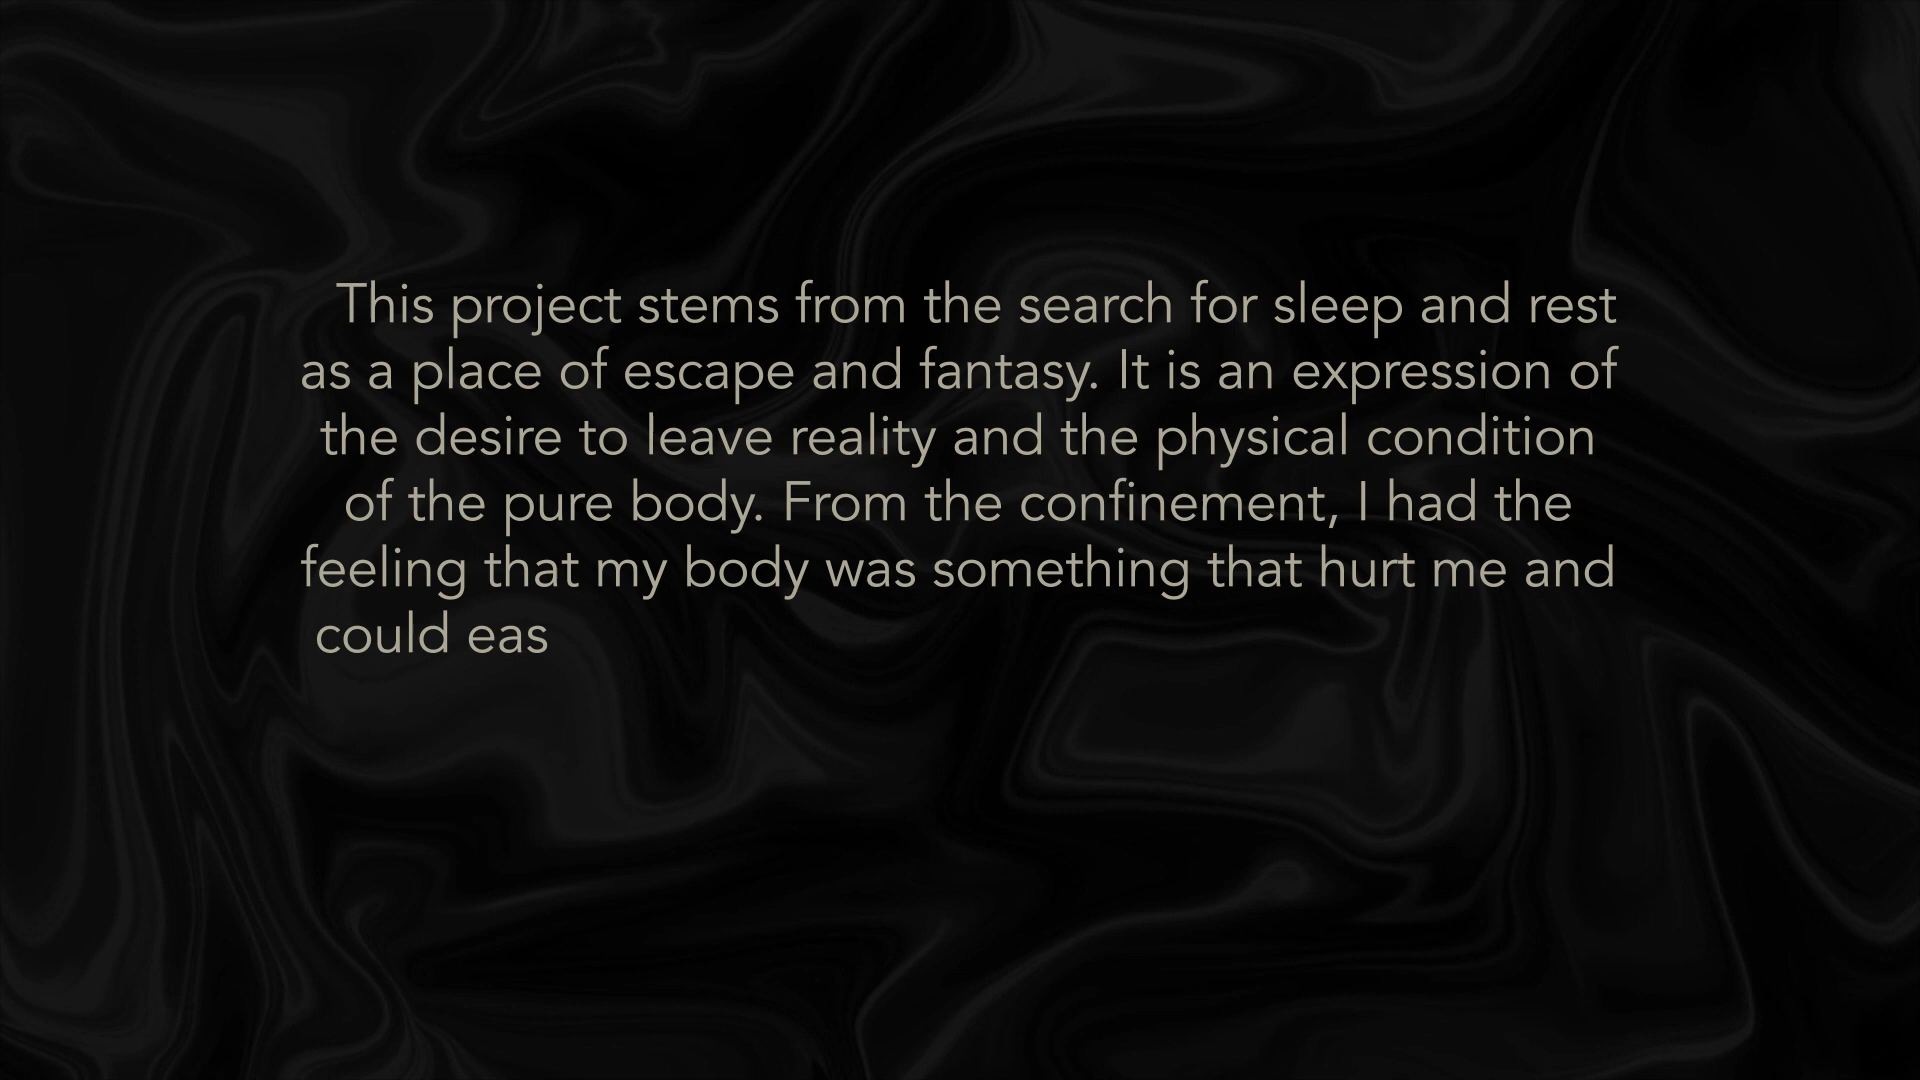 This project stems from the search for sleep and rest
as a place of escape and fantasy. It is an expression of
the desire to leave reality and the physical condition
of the pure body. From the confinement, I had the
feeling that my body was something that hurt me and
could eas